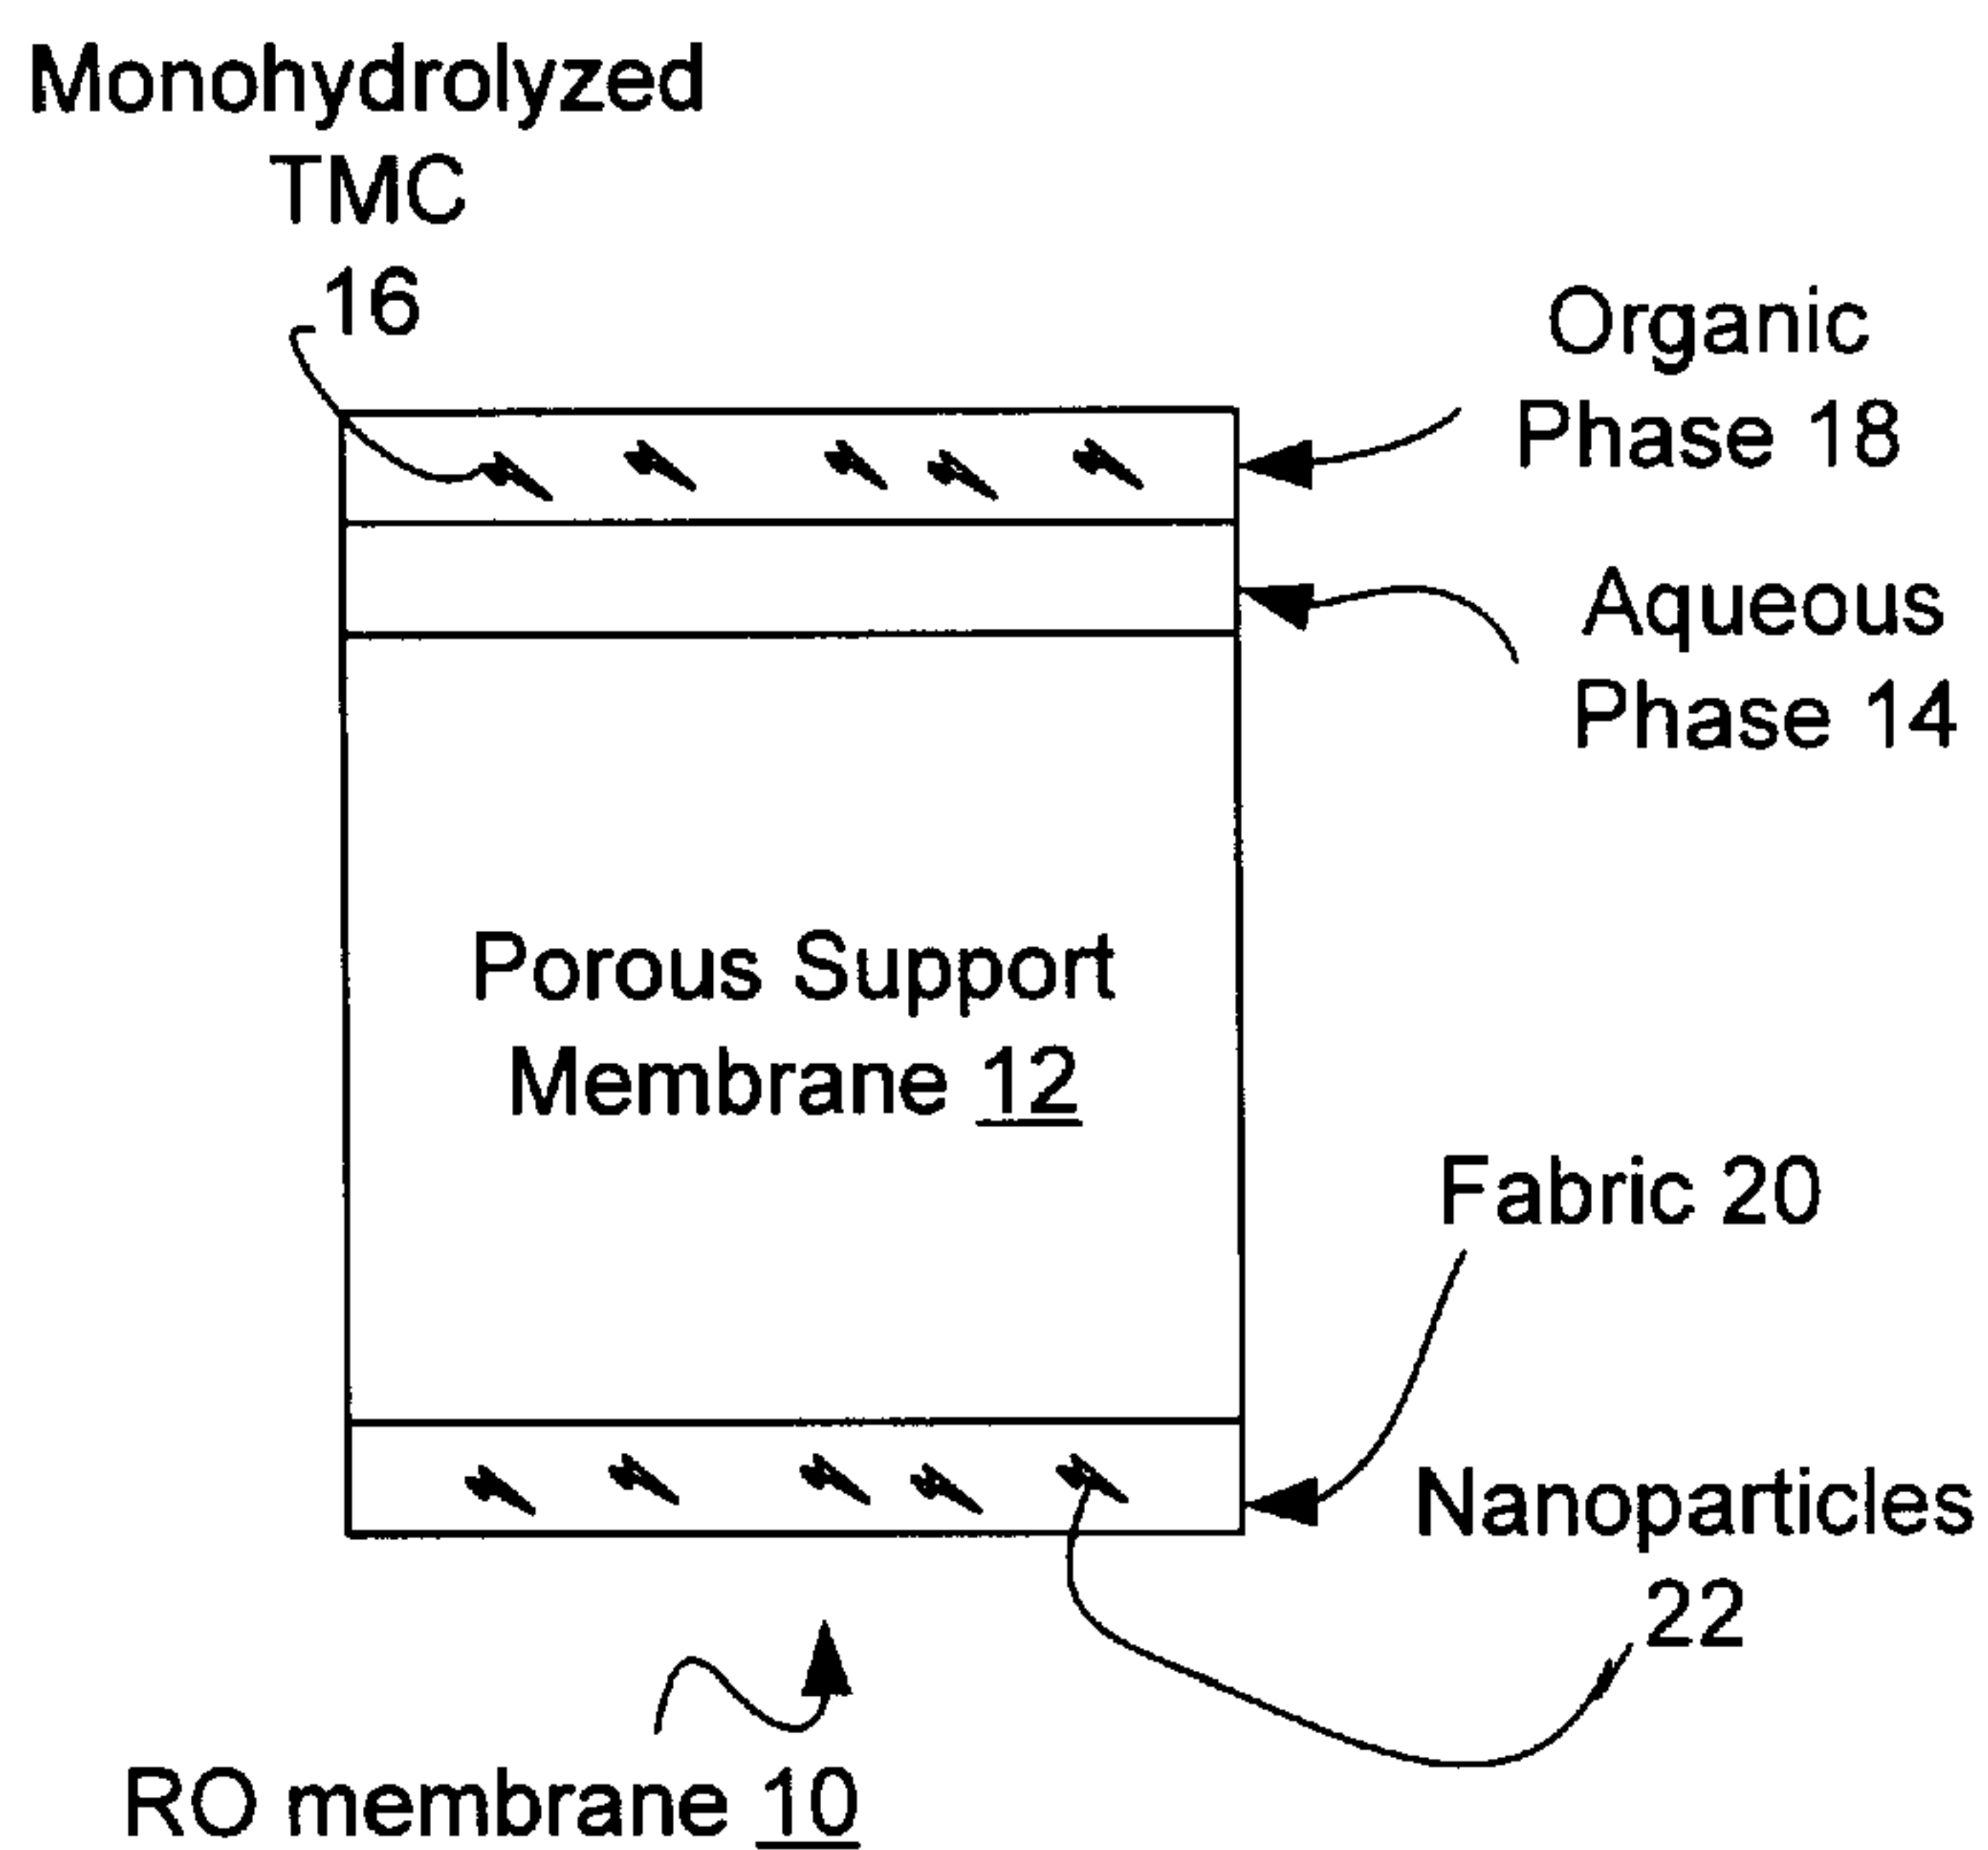 Monohydrolyzed
TMC
16
Organic
Phase 18
Aqueous
Phase 14
Porous Support
Membrane 12
Fabric 20
Nanoparticles
22
RO membrane 10